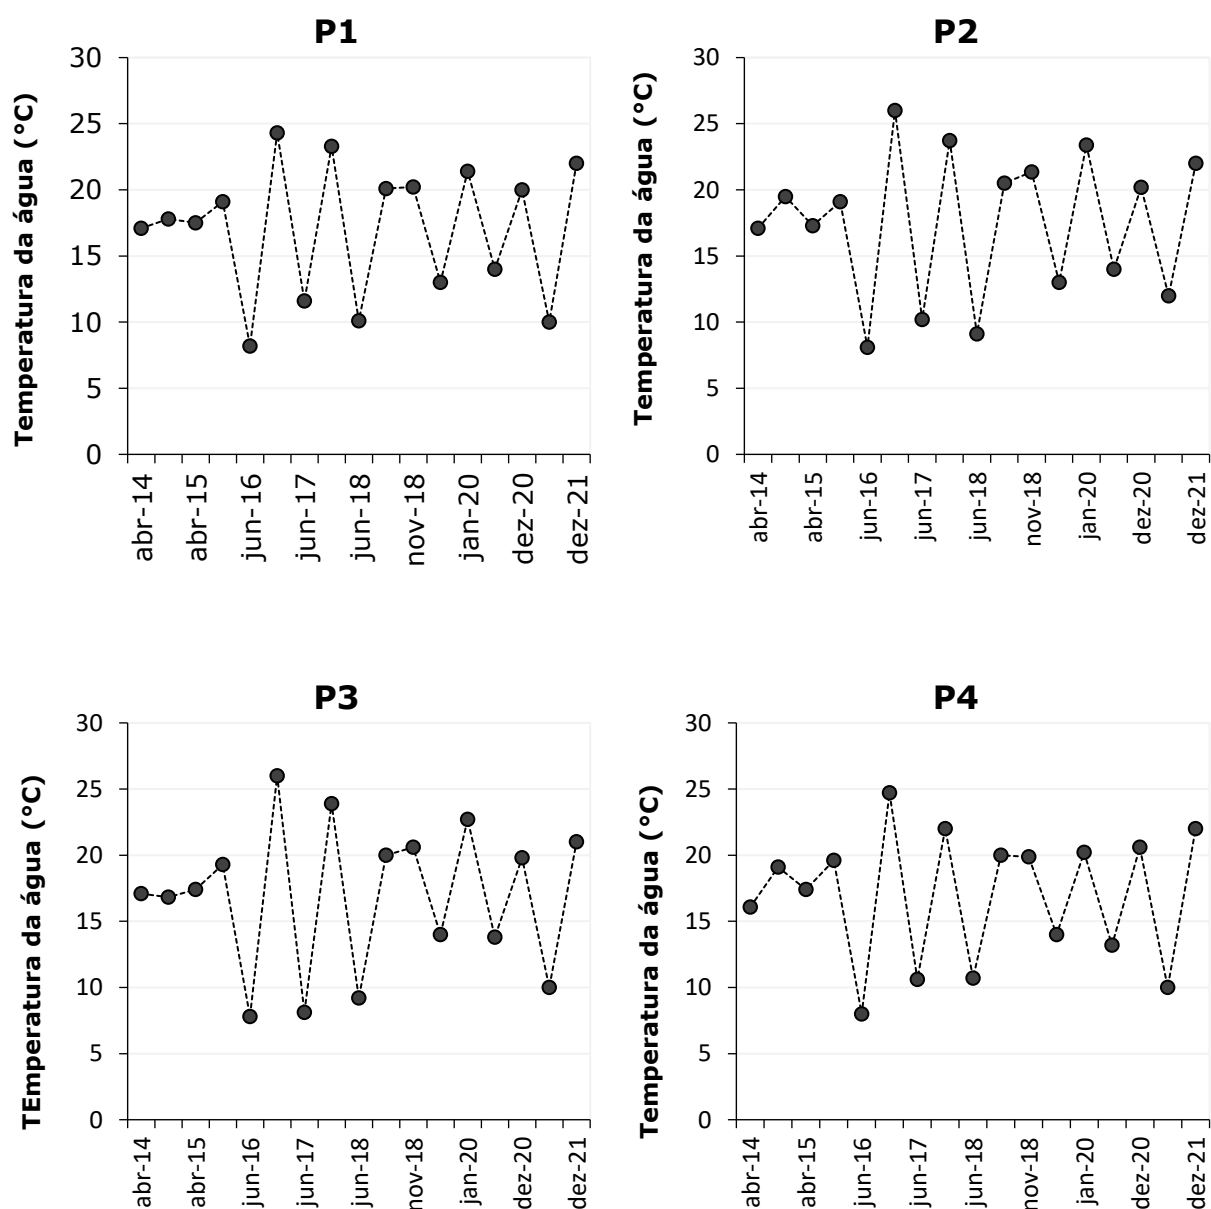 P1
Temperatura da água (°C)
30
25
20
15
10
5
0
abr-14
abr-15
jun-16
jun-17
jun-18
nov-18
jan-20
dez-20
dez-21
P2
Temperatura da água (°C)
30
25
20
15
10
5
0
abr-14
abr-15
jun-16
jun-17
jun-18
nov-18
jan-20
dez-20
dez-21
P3
TEmperatura da água (°C)
30
25
20
15
10
5
0
abr-14
abr-15
jun-16
jun-17
jun-18
nov-18
jan-20
dez-20
dez-21
P4
Temperatura da água (°C)
30
25
20
15
10
5
0
abr-14
abr-15
jun-16
jun-17
jun-18
nov-18
jan-20
dez-20
dez-21